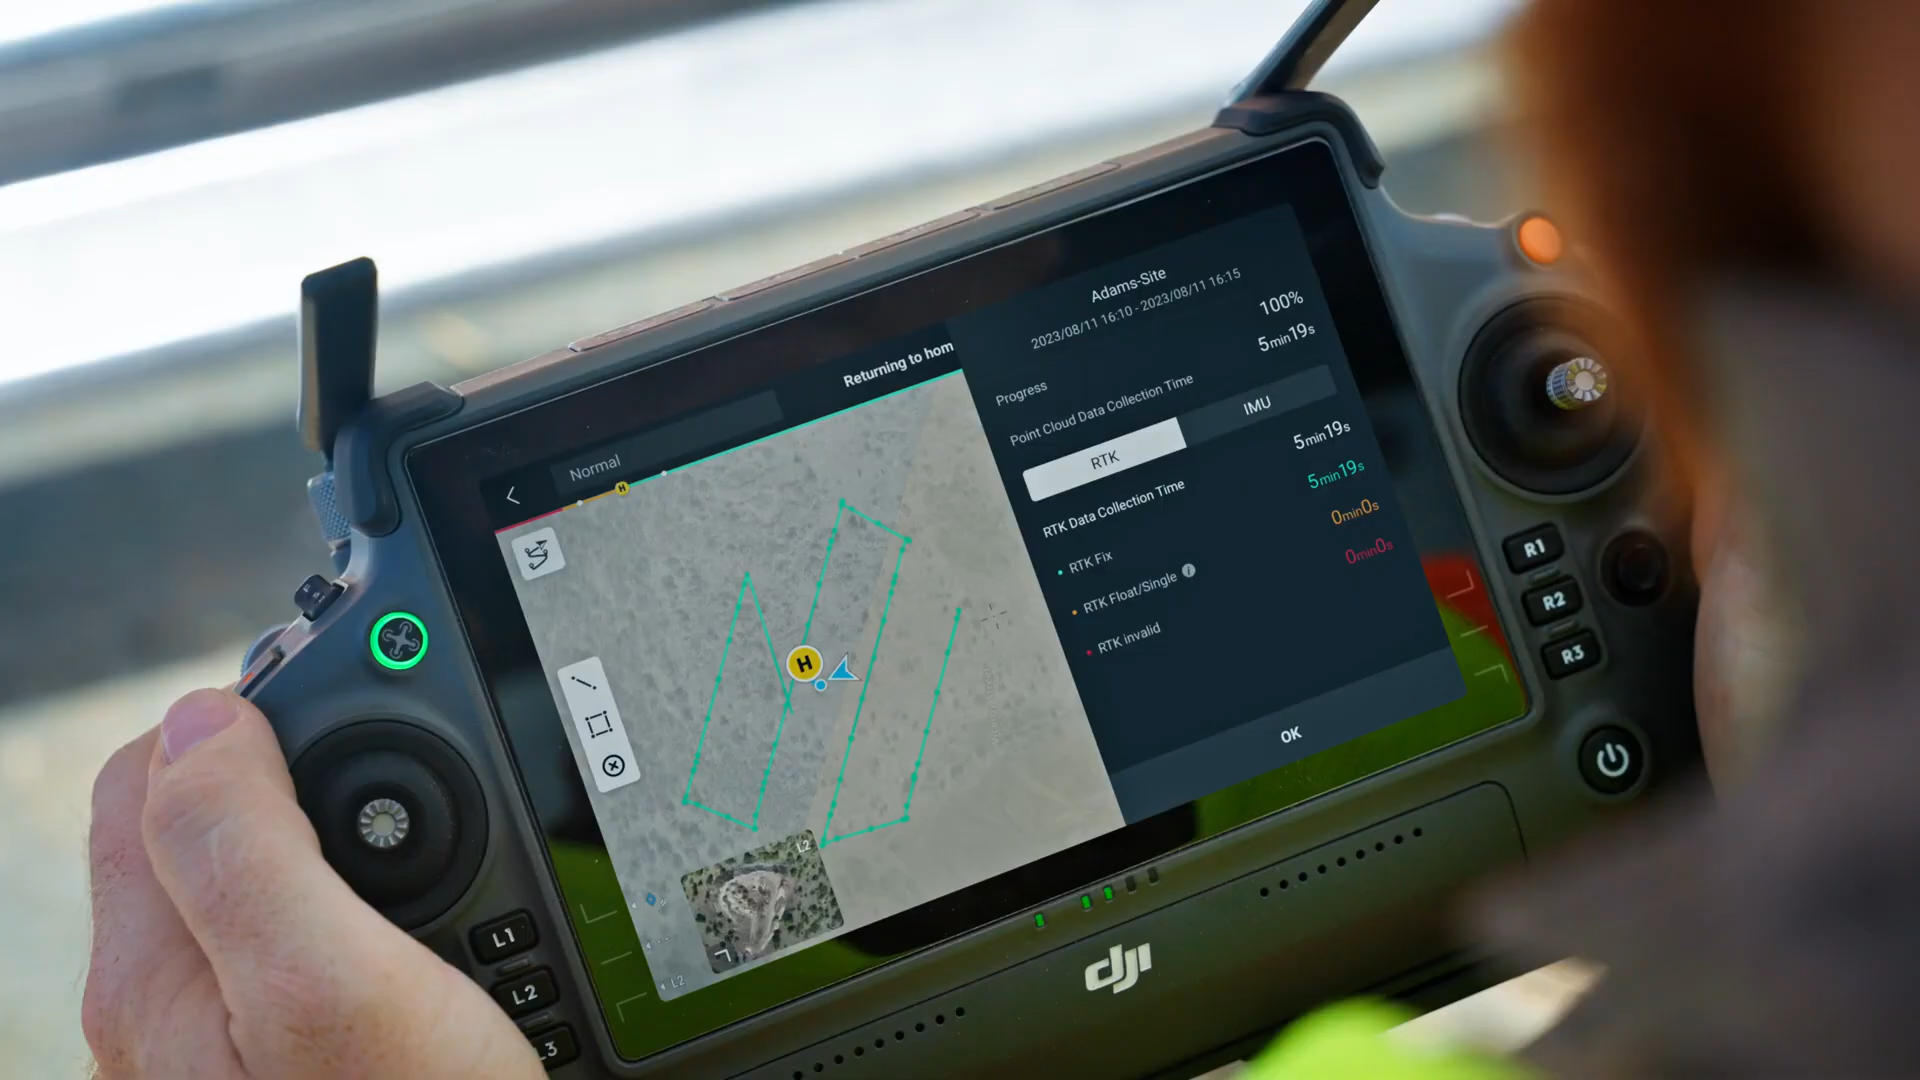 Returning to hom
Normal
H
H
L2
L2
Adams-Site
2023/08/11 16:10 - 2023/08/11 16:15
Progress 100%
Point Cloud Data Collection Time 5min19s
RTK IMU
RTK Data Collection Time 5min19s
RTK Fix 5min19s
RTK Float/Single 0min0s
RTK invalid 0min0s
OK
R1
R2
R3
L1
L2
L3
dji